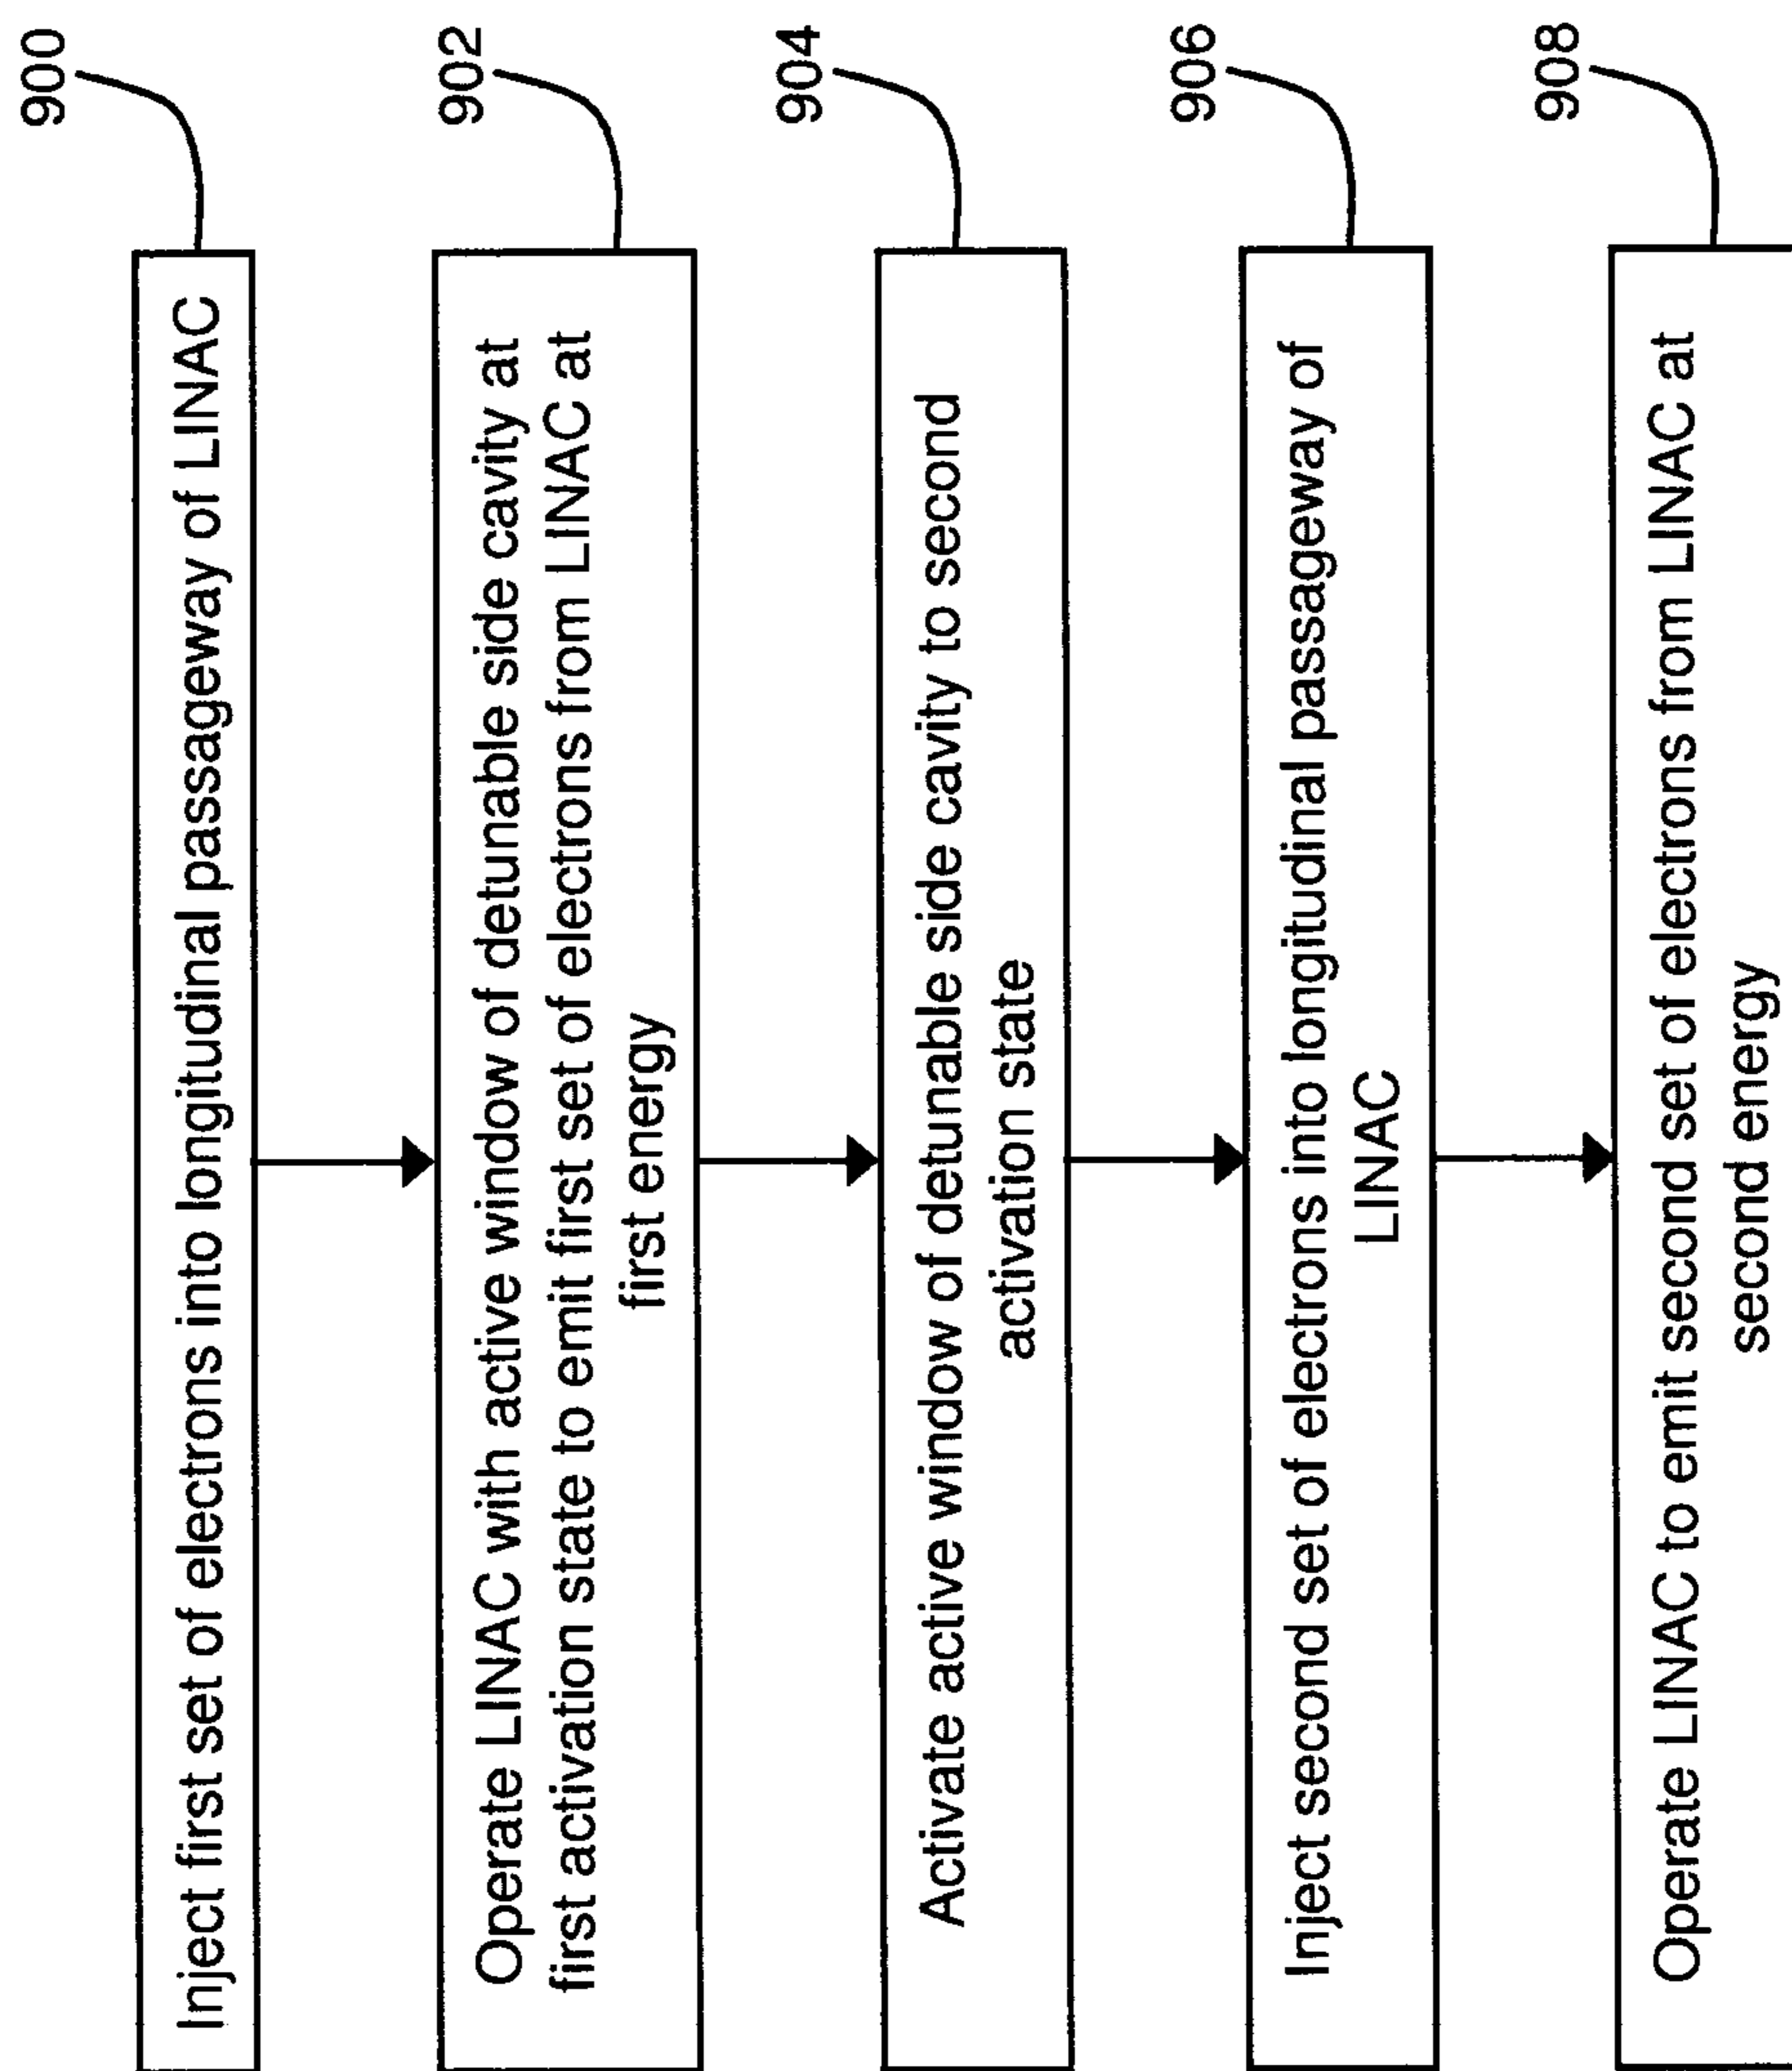 900
Inject first set of electrons into longitudinal passageway of LINAC
902
Operate LINAC with active window of detunable side cavity at
first activation state to emit first set of electrons from LINAC at
first energy
904
Activate active window of detunable side cavity to second
activation state
906
Inject second set of electrons into longitudinal passageway of
LINAC
908
Operate LINAC to emit second set of electrons from LINAC at
second energy